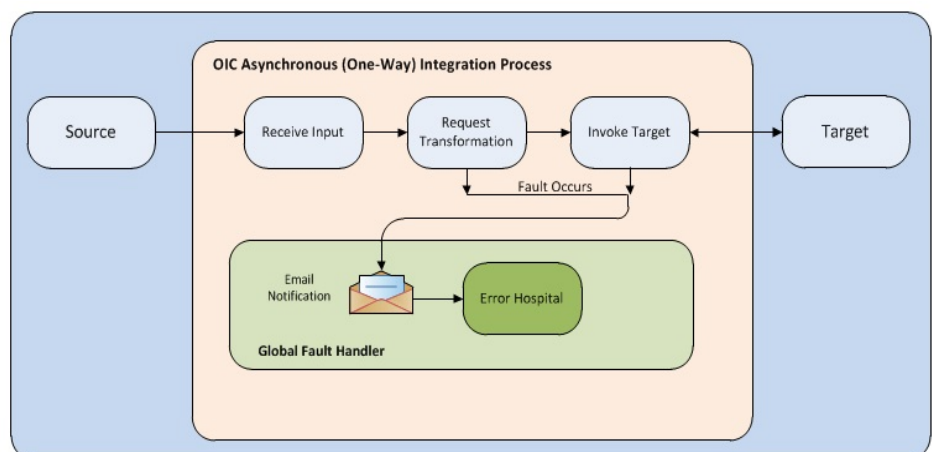 OIC Asynchronous (One-Way) Integration Process
Source
Receive Input
Request
Transformation
Invoke Target
Target
Fault Occurs
Email
Notification
Error Hospital
Global Fault Handler